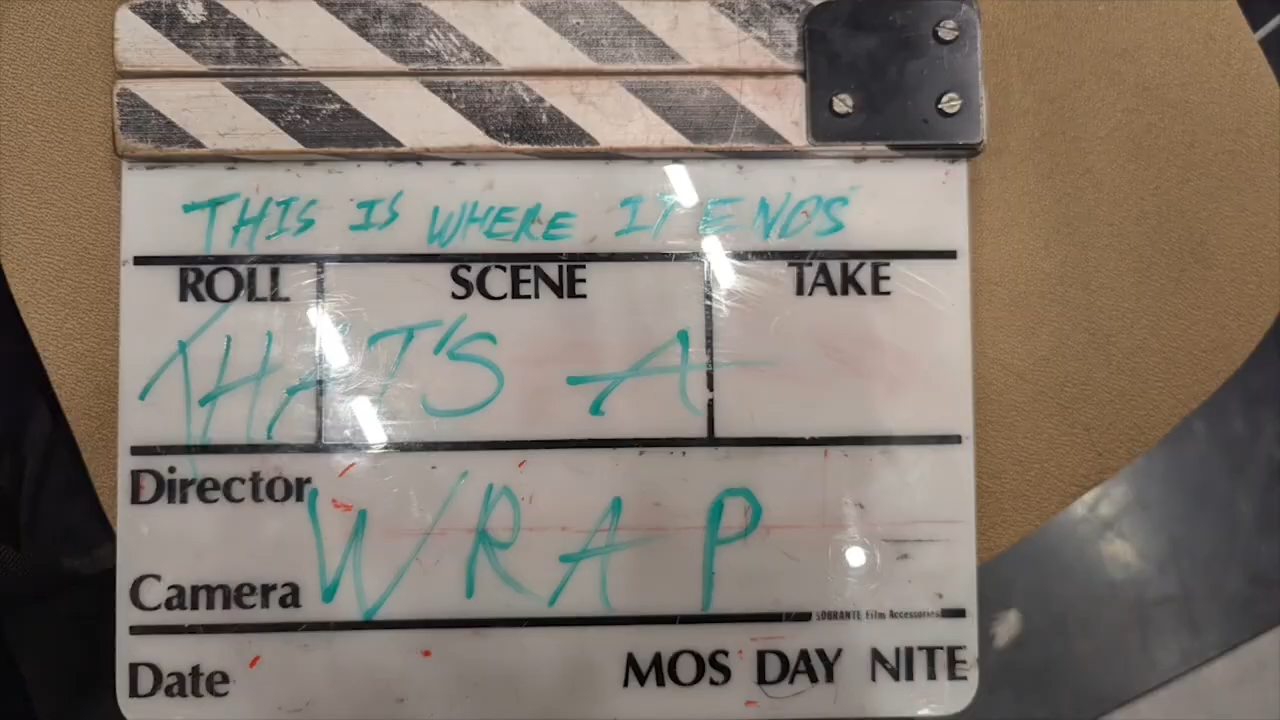 THIS IS WHERE IT ENDS
ROLL SCENE TAKE
THAT'S A
Director
WRAP
Camera
SOBRANTE Film Accessories
Date MOS DAY NITE